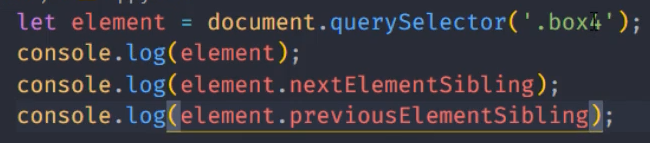 let element = document.querySelector('.box4');
console.log(element);
console.log(element.nextElementSibling);
console.log(element.previousElementSibling);